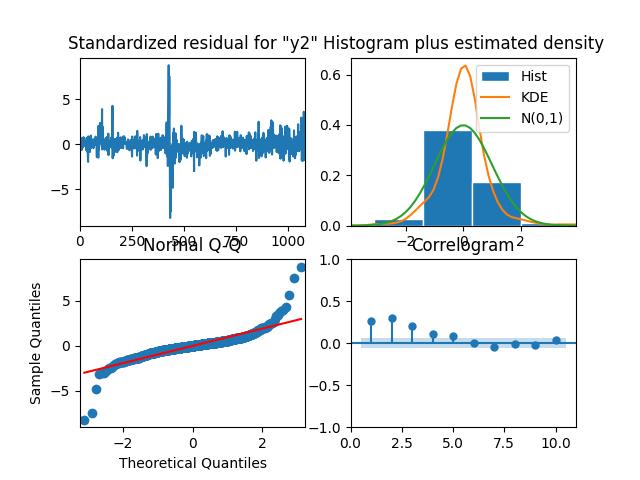 Standardized residual for "y2"
Histogram plus estimated density
5
0
−5
0 250 500 750 1000
0.6
0.4
0.2
0.0
−2 0 2
Hist
KDE
N(0,1)
Normal Q-Q
Correlogram
Sample Quantiles
5
0
−5
−2 0 2
Theoretical Quantiles
1.0
0.5
0.0
−0.5
−1.0
0.0 2.5 5.0 7.5 10.0